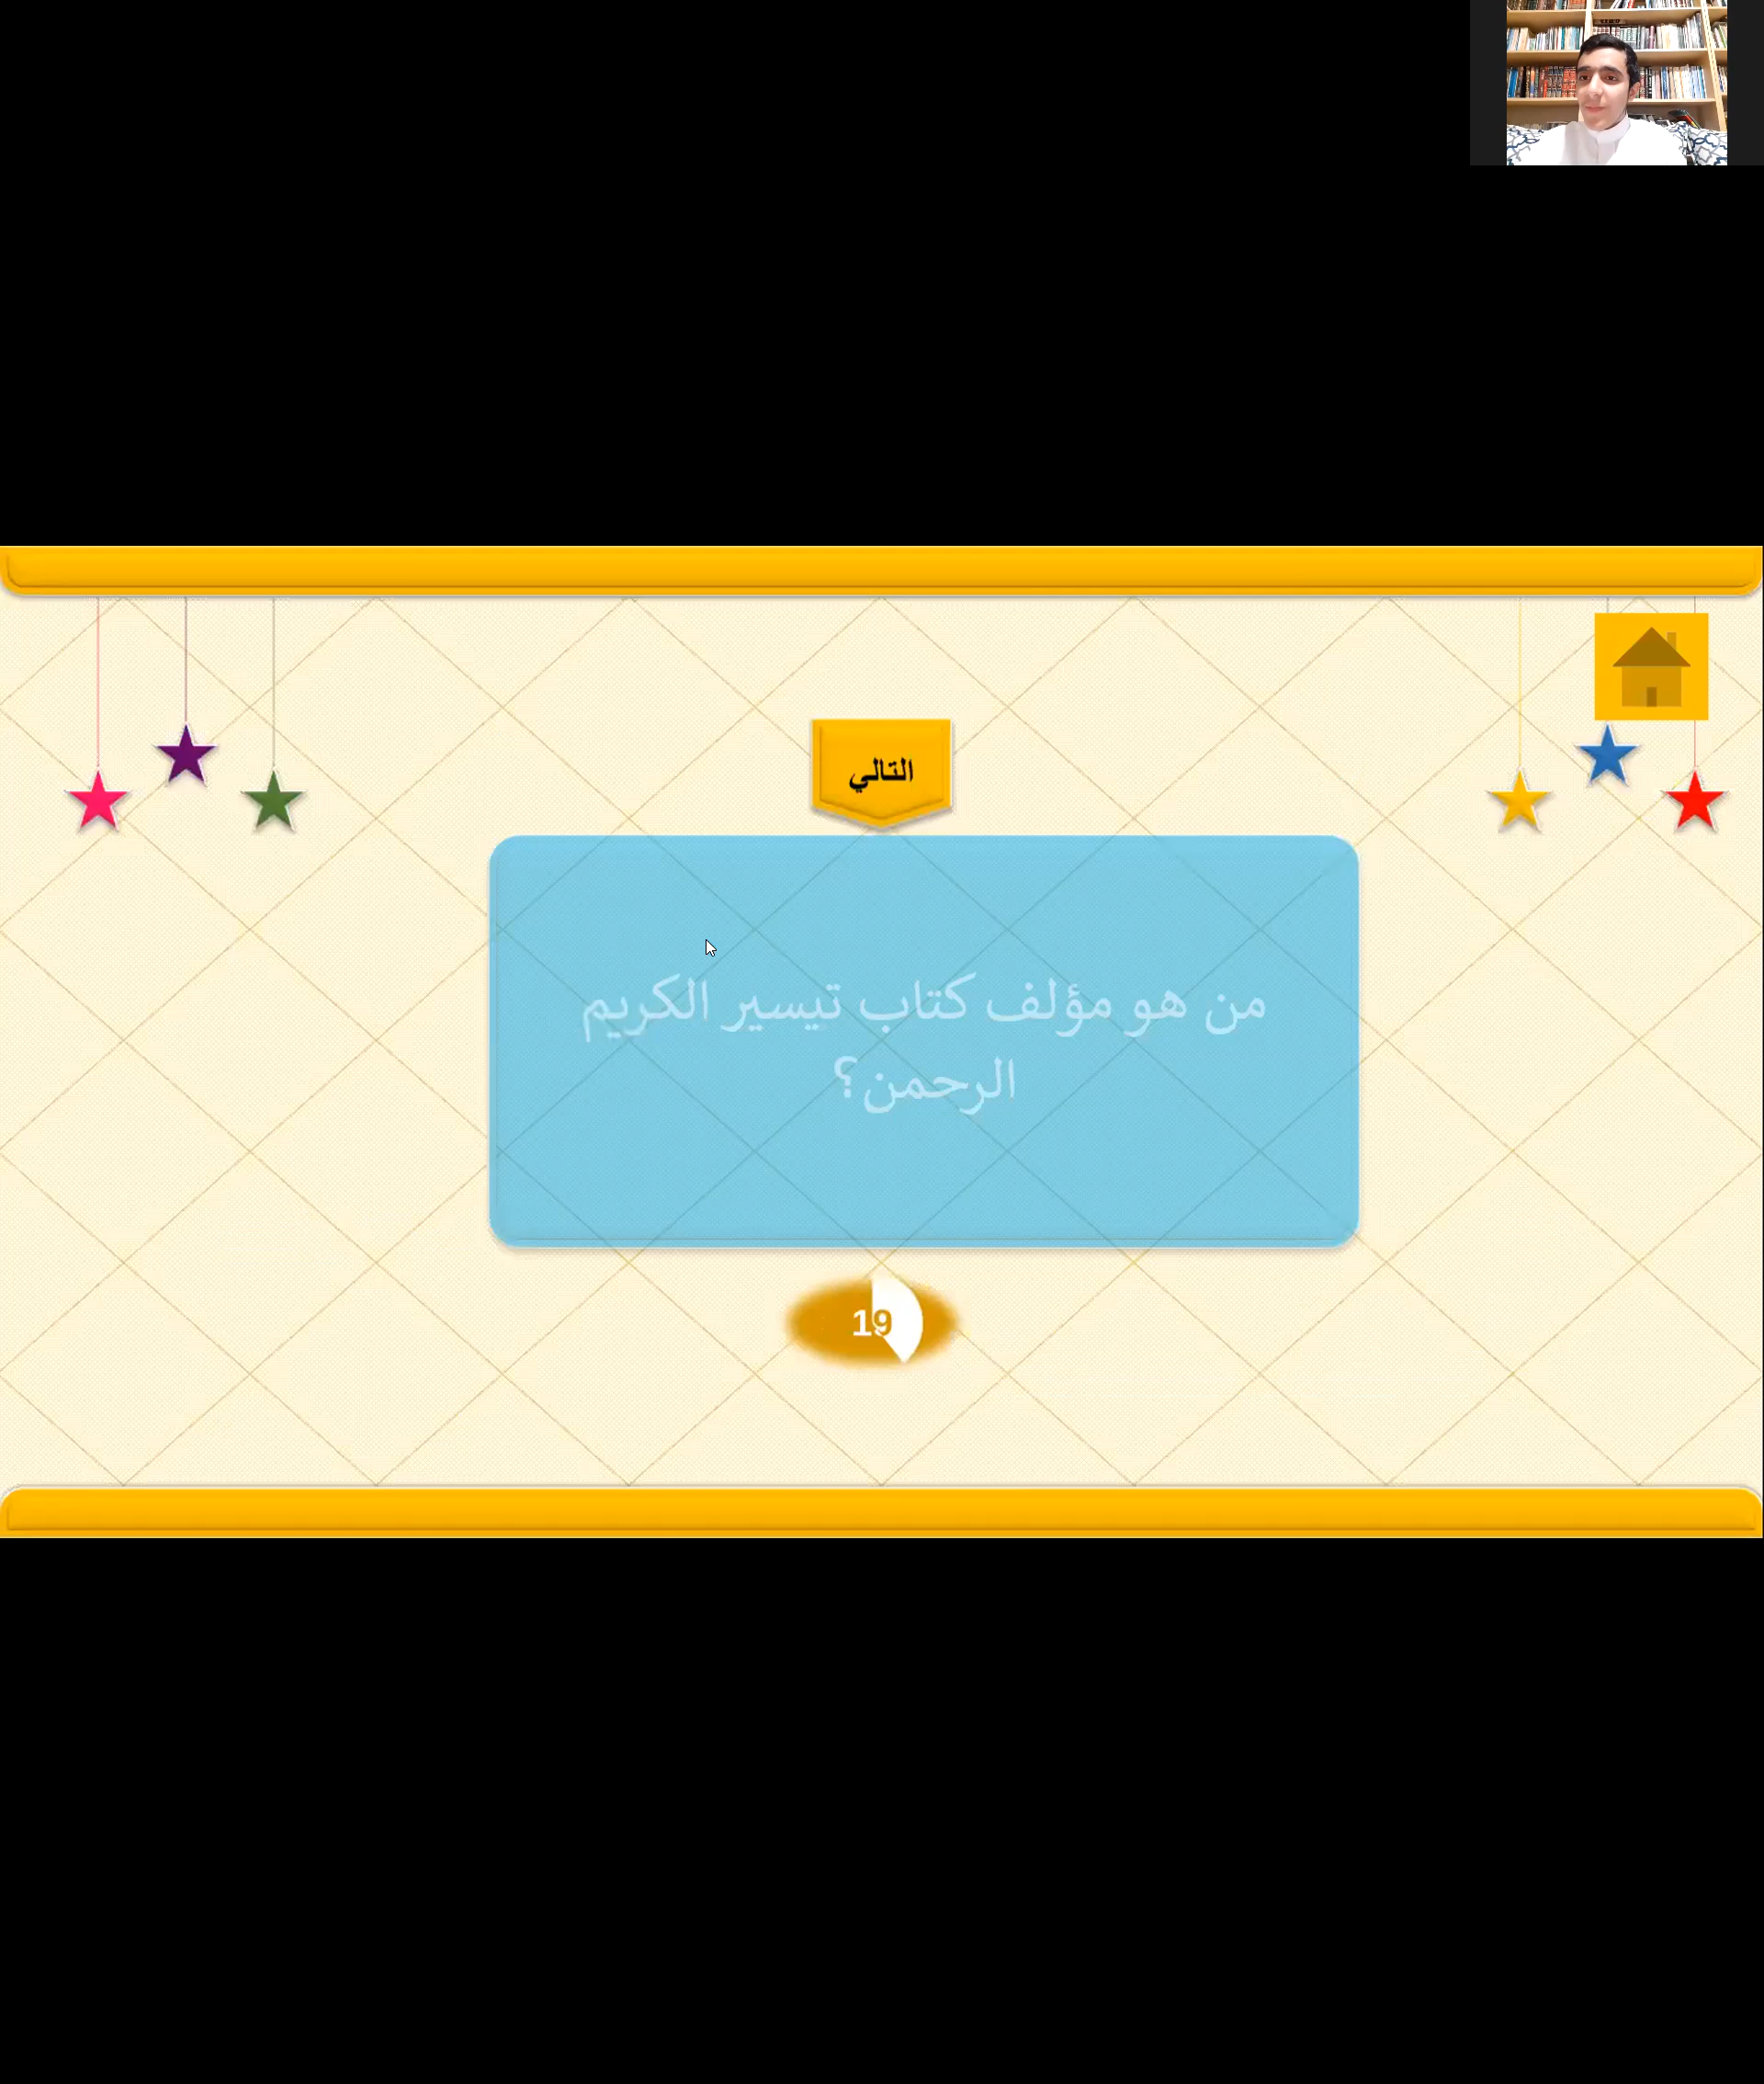 التالي
من هو مؤلف كتاب تيسير الكريم
الرحمن؟
19